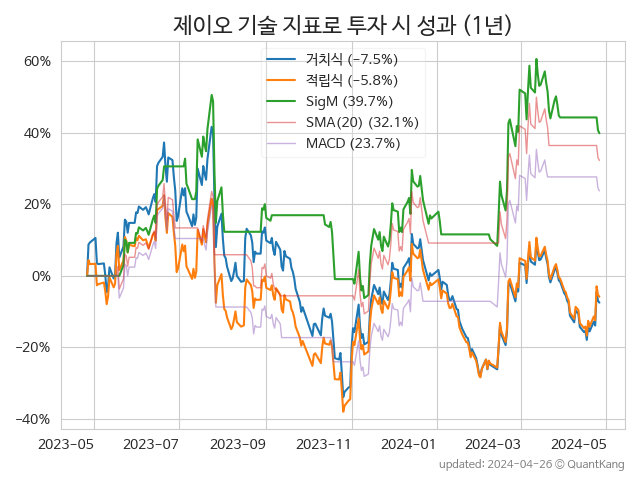 제이오 기술 지표로 투자 시 성과 (1년)
거치식 (−7.5%)
적립식 (−5.8%)
SigM (39.7%)
SMA(20) (32.1%)
MACD (23.7%)
60%
40%
20%
0%
−20%
−40%
2023-05 2023-07 2023-09 2023-11 2024-01 2024-03 2024-05
updated: 2024-04-26 © QuantKang